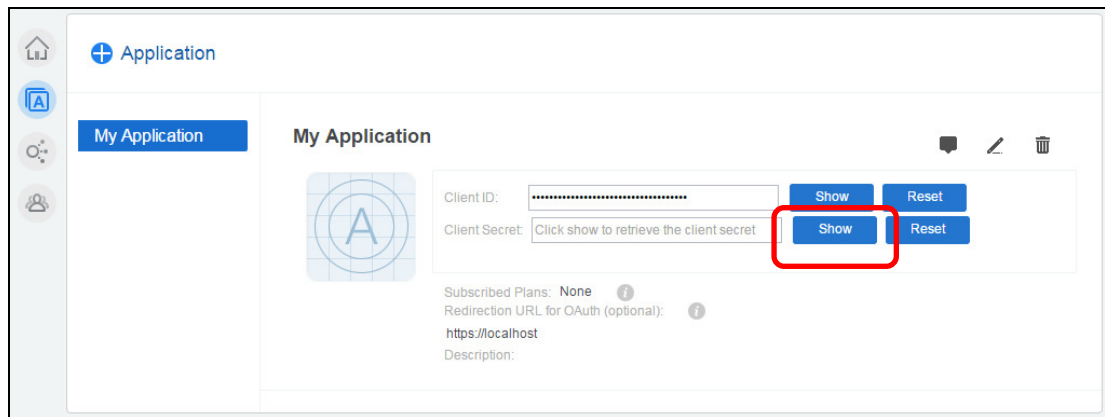 Application
My Application
My Application
Client ID: •••••••••••••••••••••••••••••••••••• Show Reset
Client Secret: Click show to retrieve the client secret Show Reset
Subscribed Plans: None
Redirection URL for OAuth (optional):
https://localhost
Description: